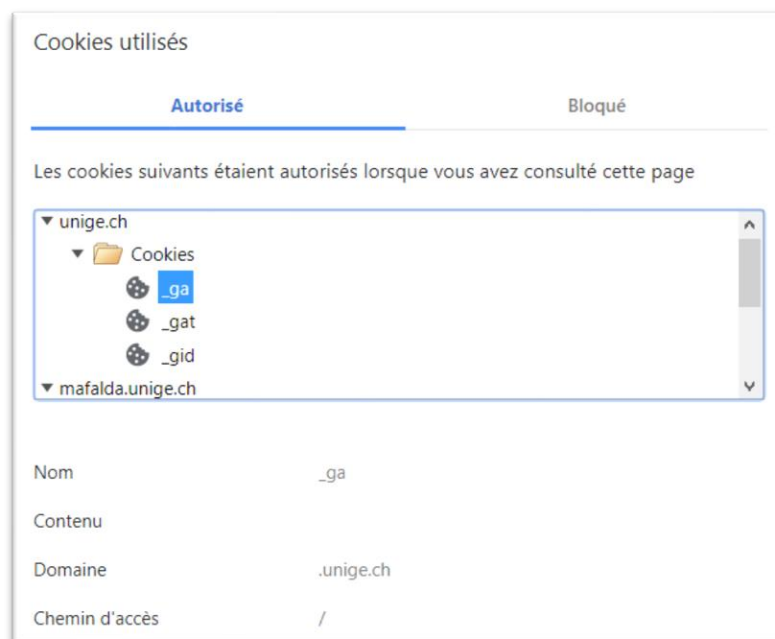 Cookies utilisés
Autorisé Bloqué
Les cookies suivants étaient autorisés lorsque vous avez consulté cette page
unige.ch
Cookies
_ga
_gat
_gid
mafalda.unige.ch
Nom _ga
Contenu
Domaine .unige.ch
Chemin d'accès /